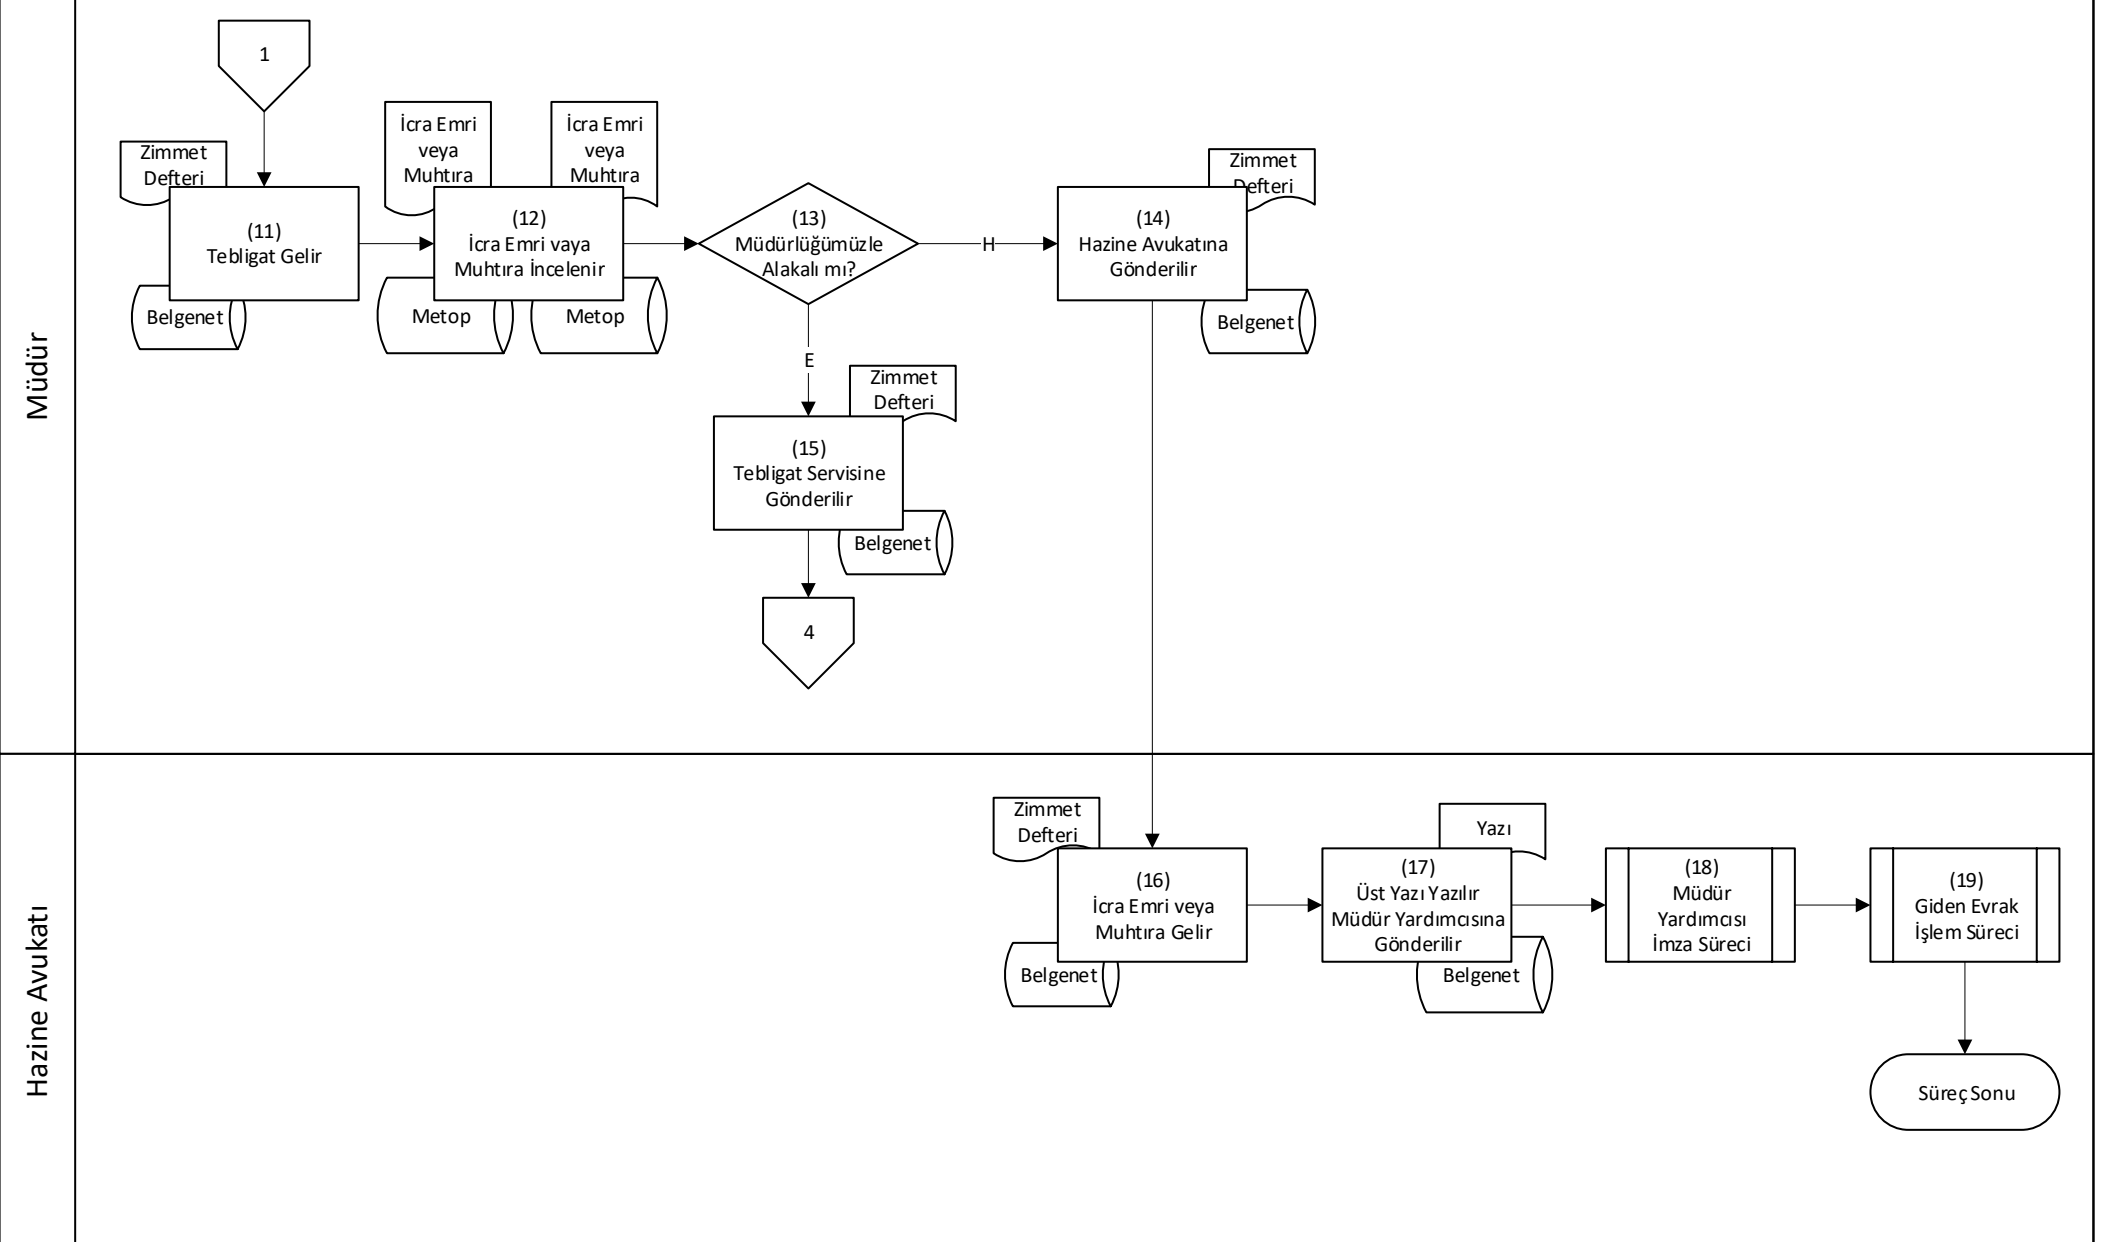 Müdür
1
Zimmet
Defteri
(11)
Tebligat Gelir
Belgenet
İcra Emri
veya
Muhtıra
İcra Emri
veya
Muhtıra
(12)
İcra Emri vaya
Muhtıra İncelenir
Metop
Metop
(13)
Müdürlüğümüzle
Alakalı mı?
H
E
Zimmet
Defteri
(14)
Hazine Avukatına
Gönderilir
Belgenet
Zimmet
Defteri
(15)
Tebligat Servisine
Gönderilir
Belgenet
4
Hazine Avukatı
Zimmet
Defteri
(16)
İcra Emri veya
Muhtıra Gelir
Belgenet
Yazı
(17)
Üst Yazı Yazılır
Müdür Yardımcısına
Gönderilir
Belgenet
(18)
Müdür
Yardımcısı
İmza Süreci
(19)
Giden Evrak
İşlem Süreci
Süreç Sonu